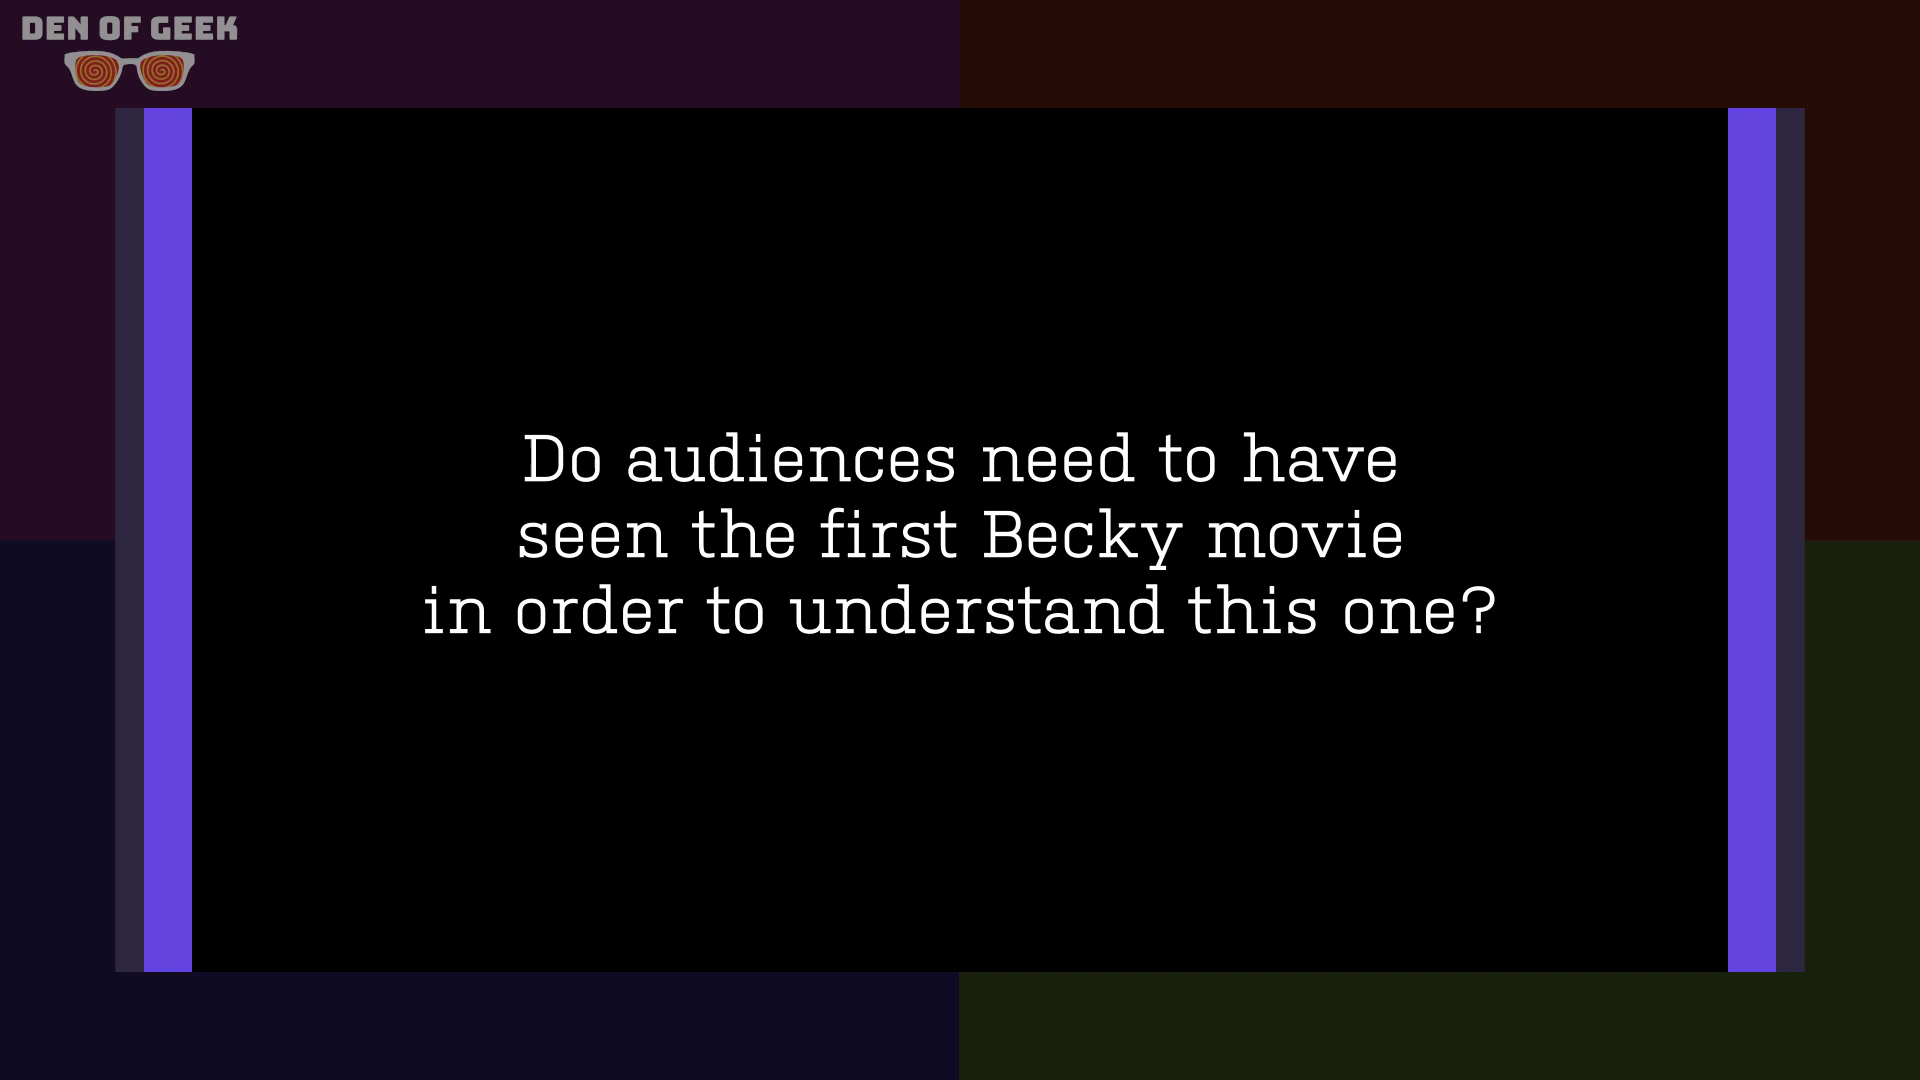 DEN OF GEEK
Do audiences need to have
seen the first Becky movie
in order to understand this one?